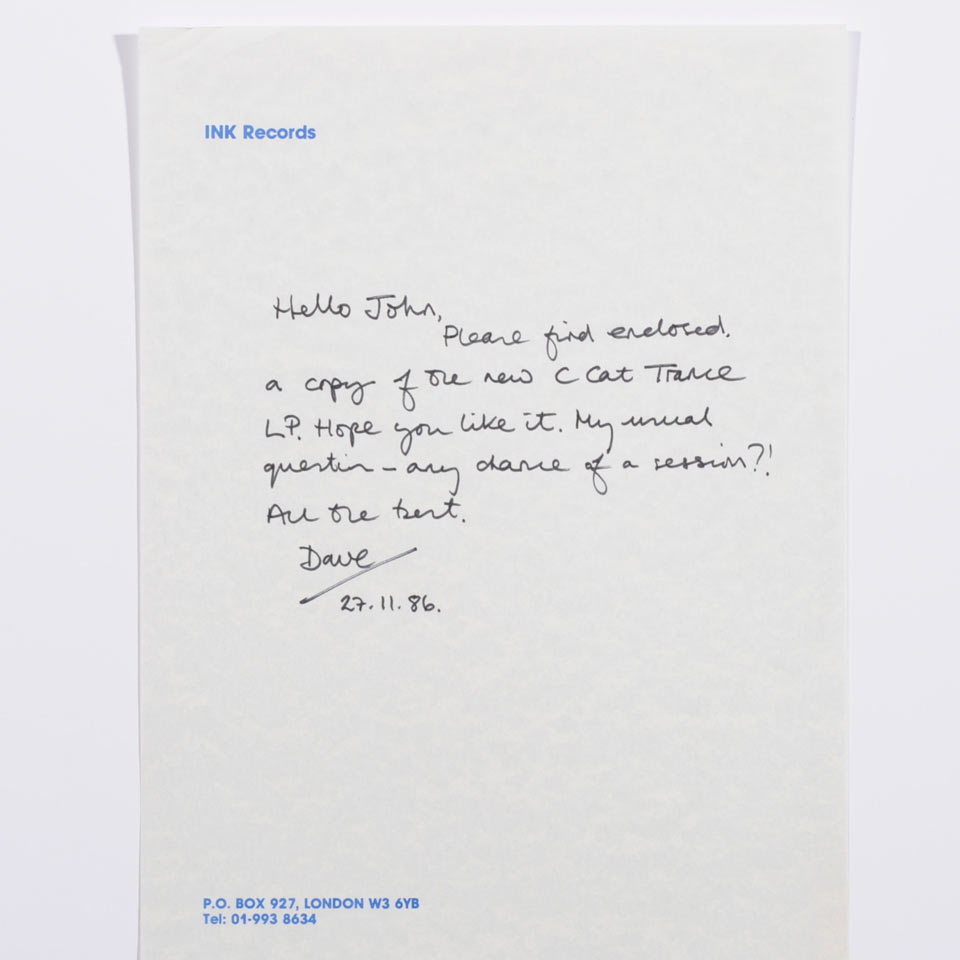 INK Records
Hello John,
Please find enclosed.
a copy of the new C Cat Trance
LP. Hope you like it. My usual
question – any chance of a session?!
All the best.
Dave
27.11.86.
P.O. BOX 927, LONDON W3 6YB
Tel: 01-993 8634